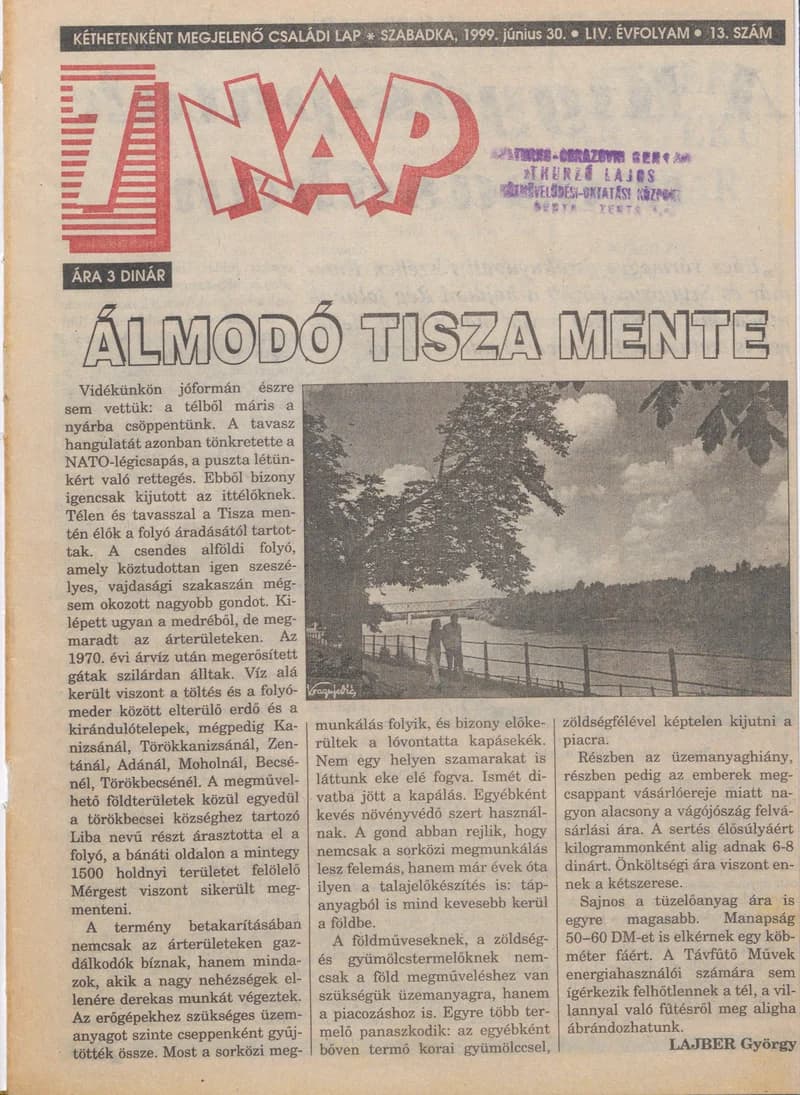 KÉTHETENKÉNT MEGJELENŐ CSALÁDI LAP * SZABADKA, 1999. június 30. • LIV. ÉVFOLYAM • 13. SZÁM
7 NAP
THURZÓ LAJOS
KÖZMŰVELŐDÉSI-OKTATÁSI KÖZPONT
ÁRA 3 DINÁR
ÁLMODÓ TISZA MENTE
Vidékünkön jóformán észre
sem vettük: a télből máris a
nyárba csöppentünk. A tavasz
hangulatát azonban tönkretette a
NATO-légicsapás, a puszta létün-
kért való rettegés. Ebből bizony
igencsak kijutott az ittélőknek.
Télen és tavasszal a Tisza men-
tén élők a folyó áradásától tartot-
tak. A csendes alföldi folyó,
amely köztudottan igen szeszé-
lyes, vajdasági szakaszán még-
sem okozott nagyobb gondot. Ki-
lépett ugyan a medréből, de meg-
maradt az árterületeken. Az
1970. évi árvíz után megerősített
gátak szilárdan álltak. Víz alá
került viszont a töltés és a folyó-
meder között elterülő erdő és a
kirándulótelepek, mégpedig Ka-
nizsánál, Törökkanizsánál, Zen-
tánál, Adánál, Moholnál, Becsé-
nél, Törökbecsénél. A megművel-
hető földterületek közül egyedül
a törökbecsei községhez tartozó
Liba nevű részt árasztotta el a
folyó, a bánáti oldalon a mintegy
1500 holdnyi területet felölelő
Mérgest viszont sikerült meg-
menteni.
A termény betakarításában
nemcsak az árterületeken gaz-
dálkodók bíznak, hanem minda-
zok, akik a nagy nehézségek el-
lenére derekas munkát végeztek.
Az erőgépekhez szükséges üzem-
anyagot szinte cseppenként gyűj-
tötték össze. Most a sorközi meg-
munkálás folyik, és bizony előke-
rültek a lóvontatta kapásekék.
Nem egy helyen szamarakat is
láttunk eke elé fogva. Ismét di-
vatba jött a kapálás. Egyébként
kevés növényvédő szert használ-
nak. A gond abban rejlik, hogy
nemcsak a sorközi megmunkálás
lesz felemás, hanem már évek óta
ilyen a talajelőkészítés is: táp-
anyagból is mind kevesebb kerül
a földbe.
A földműveseknek, a zöldség-
és gyümölcstermelőknek nem-
csak a föld megműveléshez van
szükségük üzemanyagra, hanem
a piacozáshoz is. Egyre több ter-
melő panaszkodik: az egyébként
bőven termő korai gyümölccsel,
zöldségfélével képtelen kijutni a
piacra.
Részben az üzemanyaghiány,
részben pedig az emberek meg-
csappant vásárlóereje miatt na-
gyon alacsony a vágójószág felvá-
sárlási ára. A sertés élősúlyáért
kilogrammonként alig adnak 6-8
dinárt. Önköltségi ára viszont en-
nek a kétszerese.
Sajnos a tüzelőanyag ára is
egyre magasabb. Manapság
50–60 DM-et is elkérnek egy köb-
méter fáért. A Távfűtő Művek
energiahasználói számára sem
ígérkezik felhőtlennek a tél, a vil-
lannyal való fűtésről meg aligha
ábrándozhatunk.
LAJBER György